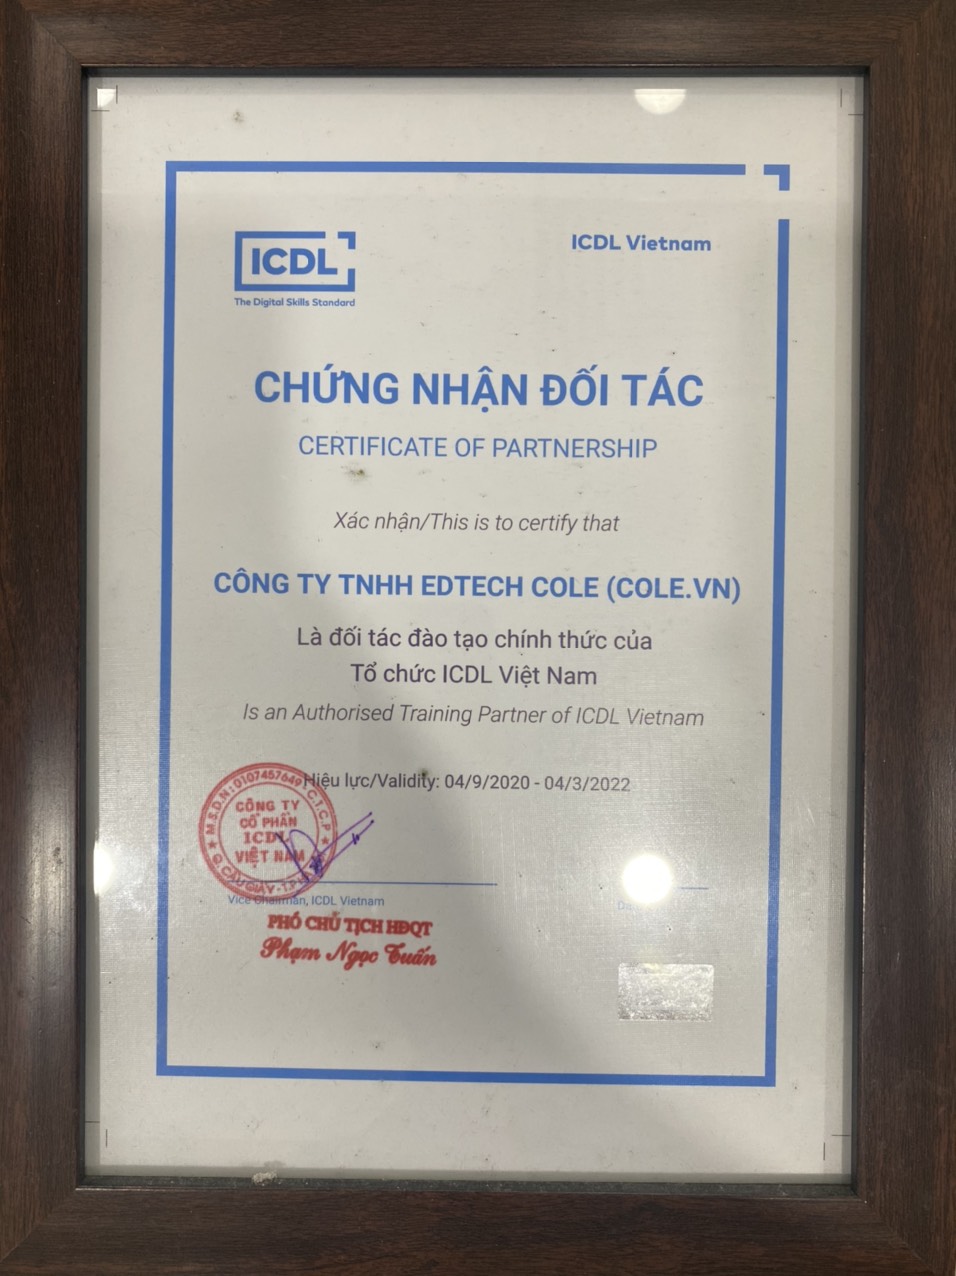 ICDL
The Digital Skills Standard
ICDL Vietnam
CHỨNG NHẬN ĐỐI TÁC
CERTIFICATE OF PARTNERSHIP
Xác nhận/This is to certify that
CÔNG TY TNHH EDTECH COLE (COLE.VN)
Là đối tác đào tạo chính thức của
Tổ chức ICDL Việt Nam
Is an Authorised Training Partner of ICDL Vietnam
Hiệu lực/Validity: 04/9/2020 - 04/3/2022
M.S.D.N: 0107457649 C.T.C.P
CÔNG TY
CỔ PHẦN
ICDL
VIỆT NAM
Q. CẦU GIẤY - T.P
Vice Chairman, ICDL Vietnam
PHÓ CHỦ TỊCH HĐQT
Phạm Ngọc Tuấn